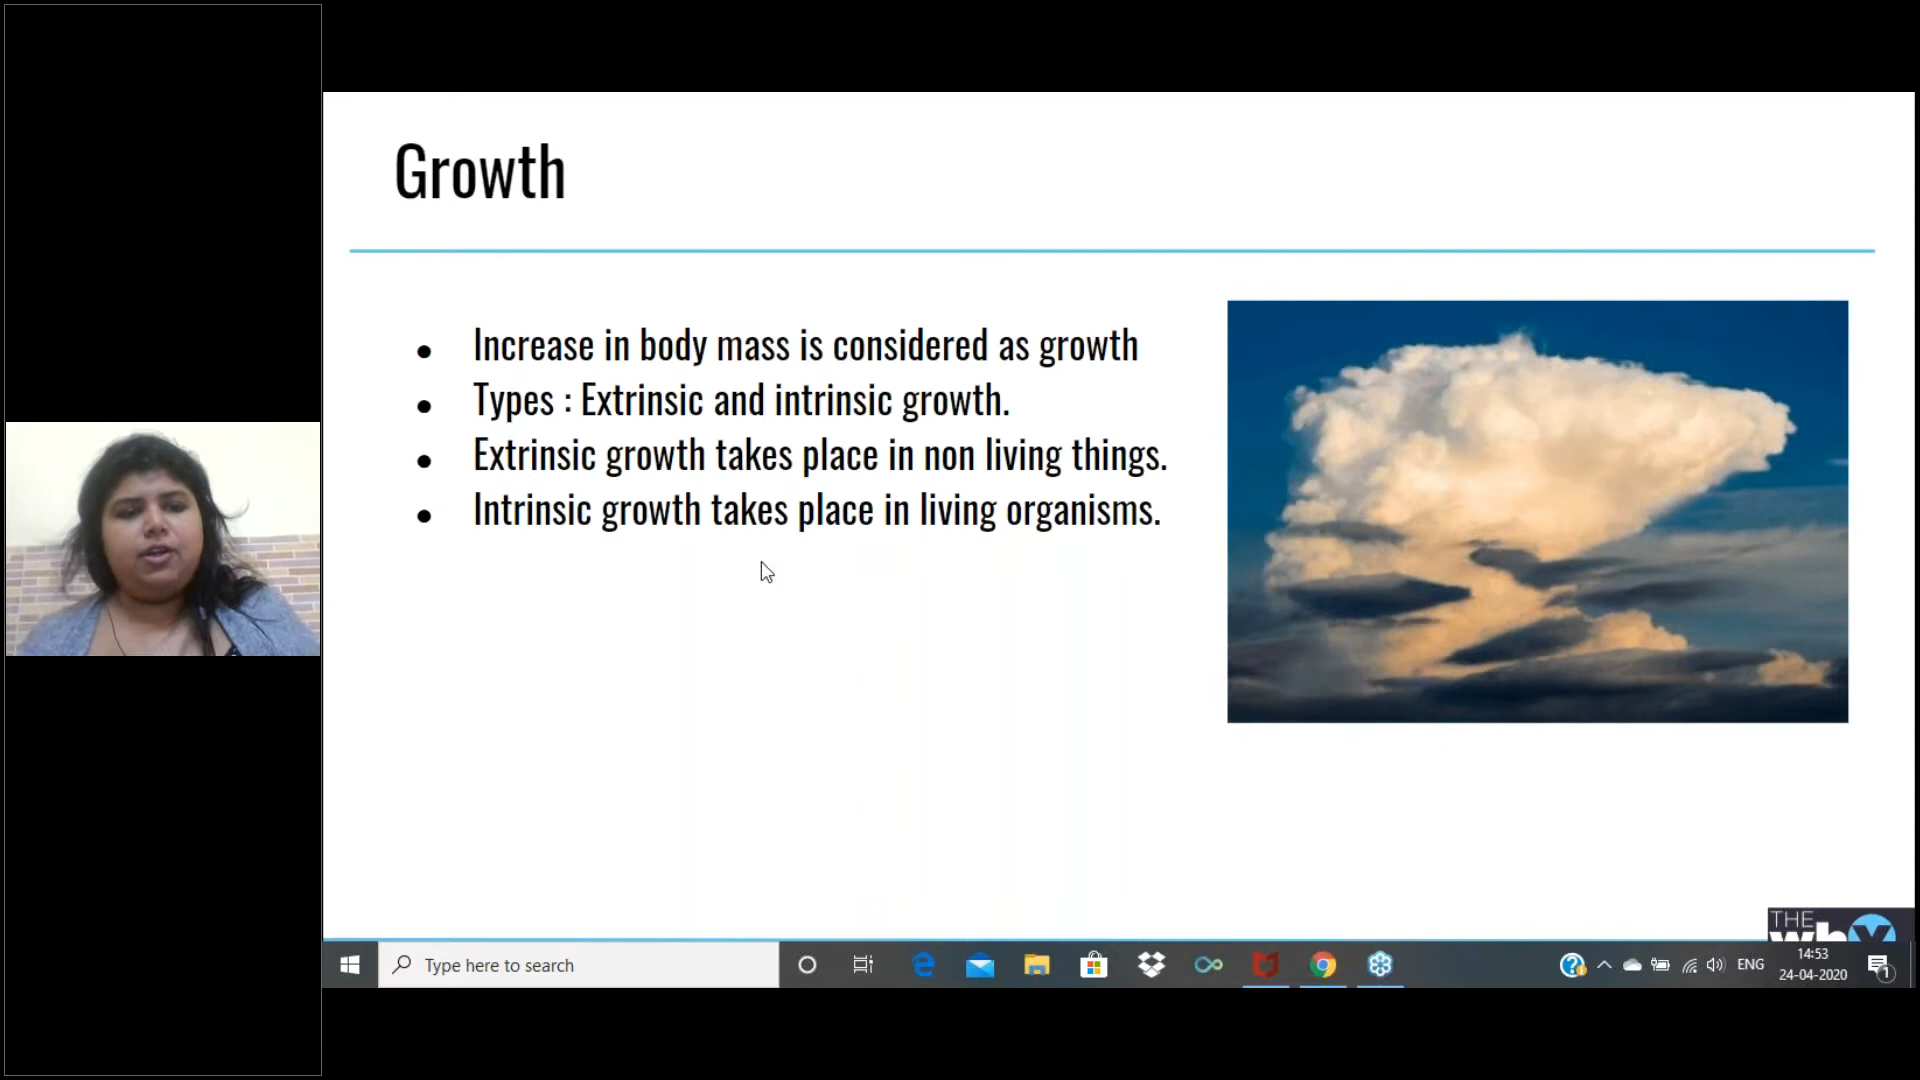 Growth
Increase in body mass is considered as growth
Types : Extrinsic and intrinsic growth.
Extrinsic growth takes place in non living things.
Intrinsic growth takes place in living organisms.
THE
why
Type here to search
ENG
14:53
24-04-2020
1